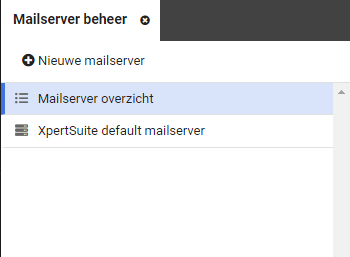 Mailserver beheer
Nieuwe mailserver
Mailserver overzicht
XpertSuite default mailserver